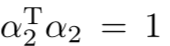 α₂ᵀα₂ = 1